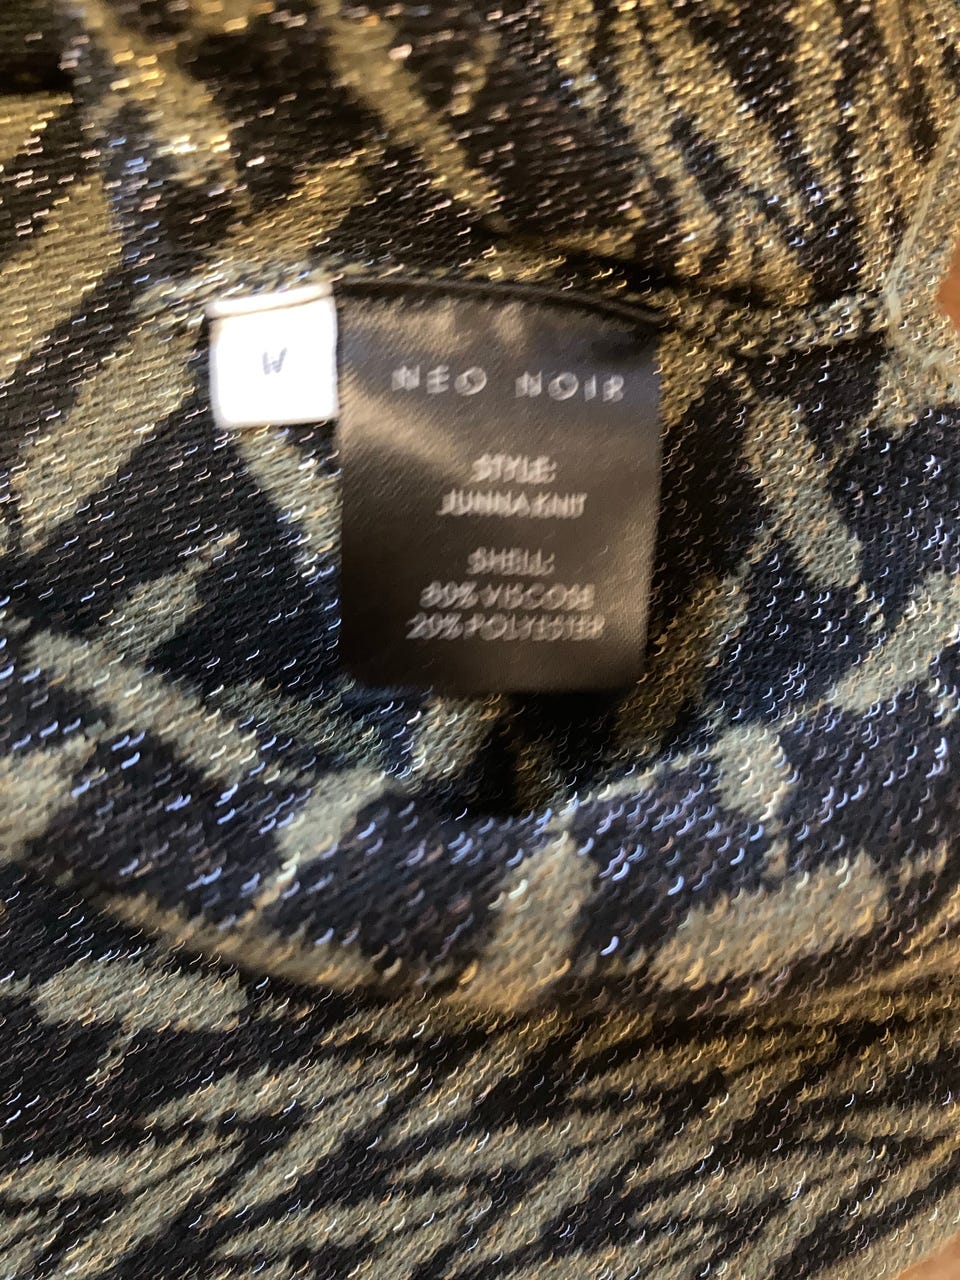 W
NEO NOIR
STYLE:
JUNNA KNIT
SHELL:
80% VISCOSE
20% POLYESTER